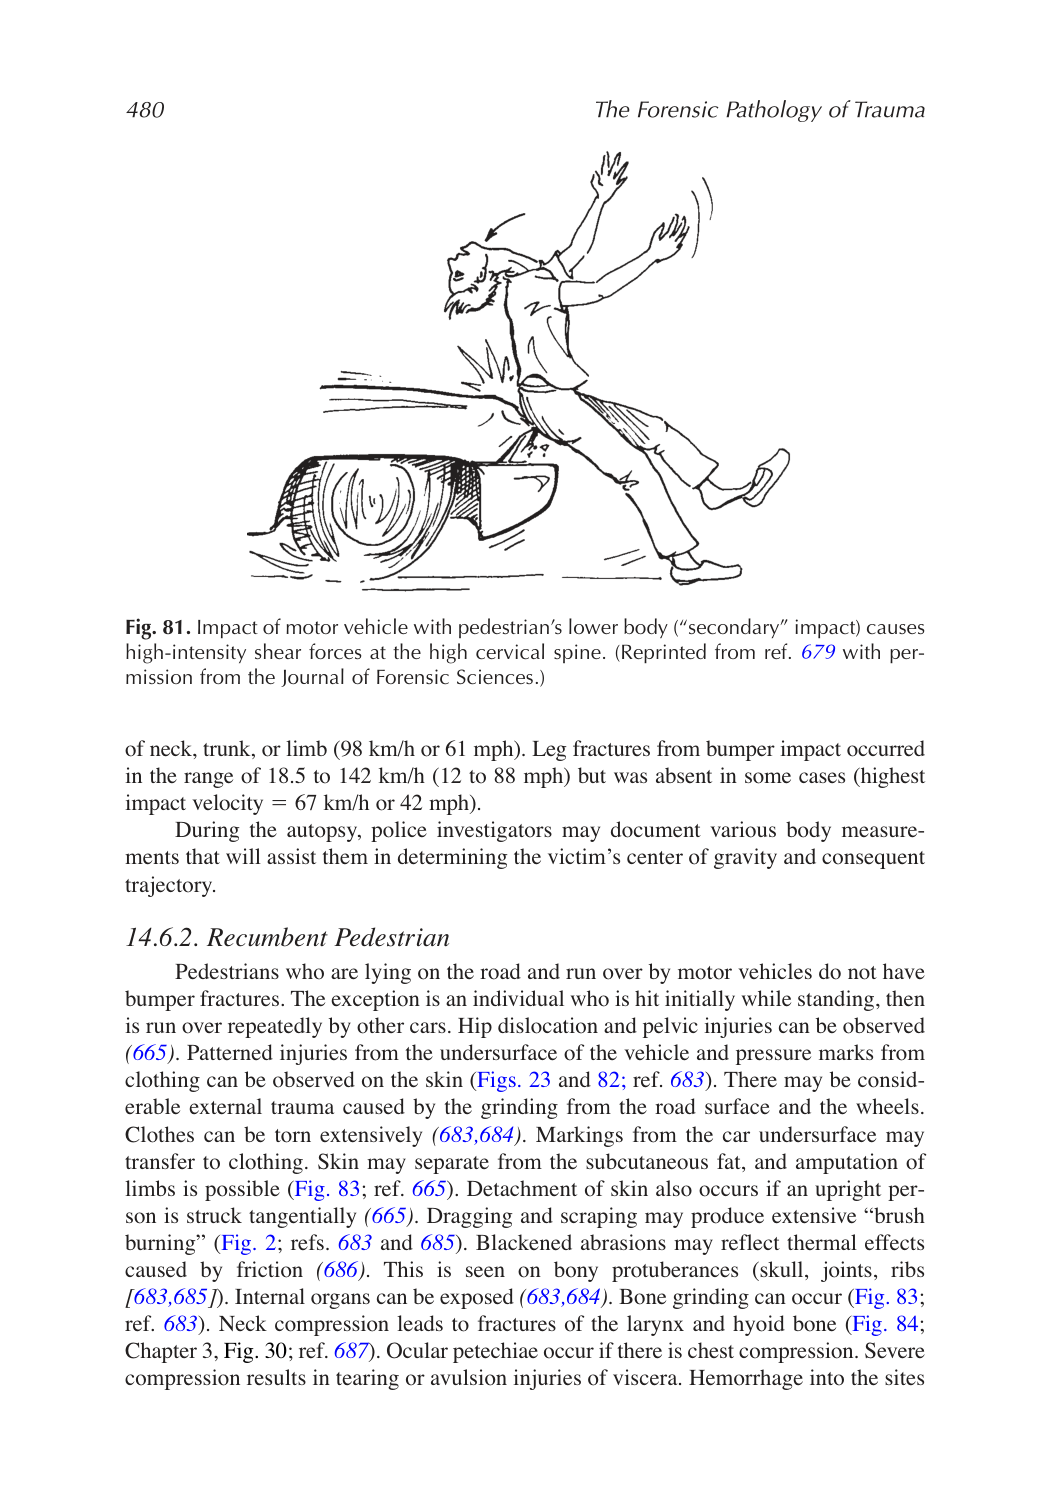 480
The Forensic Pathology of Trauma
Fig. 81. Impact of motor vehicle with pedestrian’s lower body (“secondary” impact) causes
high-intensity shear forces at the high cervical spine. (Reprinted from ref. 679 with per-
mission from the Journal of Forensic Sciences.)
of neck, trunk, or limb (98 km/h or 61 mph). Leg fractures from bumper impact occurred
in the range of 18.5 to 142 km/h (12 to 88 mph) but was absent in some cases (highest
impact velocity = 67 km/h or 42 mph).
During the autopsy, police investigators may document various body measure-
ments that will assist them in determining the victim’s center of gravity and consequent
trajectory.
14.6.2. Recumbent Pedestrian
Pedestrians who are lying on the road and run over by motor vehicles do not have
bumper fractures. The exception is an individual who is hit initially while standing, then
is run over repeatedly by other cars. Hip dislocation and pelvic injuries can be observed
(665). Patterned injuries from the undersurface of the vehicle and pressure marks from
clothing can be observed on the skin (Figs. 23 and 82; ref. 683). There may be consid-
erable external trauma caused by the grinding from the road surface and the wheels.
Clothes can be torn extensively (683,684). Markings from the car undersurface may
transfer to clothing. Skin may separate from the subcutaneous fat, and amputation of
limbs is possible (Fig. 83; ref. 665). Detachment of skin also occurs if an upright per-
son is struck tangentially (665). Dragging and scraping may produce extensive “brush
burning” (Fig. 2; refs. 683 and 685). Blackened abrasions may reflect thermal effects
caused by friction (686). This is seen on bony protuberances (skull, joints, ribs
[683,685]). Internal organs can be exposed (683,684). Bone grinding can occur (Fig. 83;
ref. 683). Neck compression leads to fractures of the larynx and hyoid bone (Fig. 84;
Chapter 3, Fig. 30; ref. 687). Ocular petechiae occur if there is chest compression. Severe
compression results in tearing or avulsion injuries of viscera. Hemorrhage into the sites